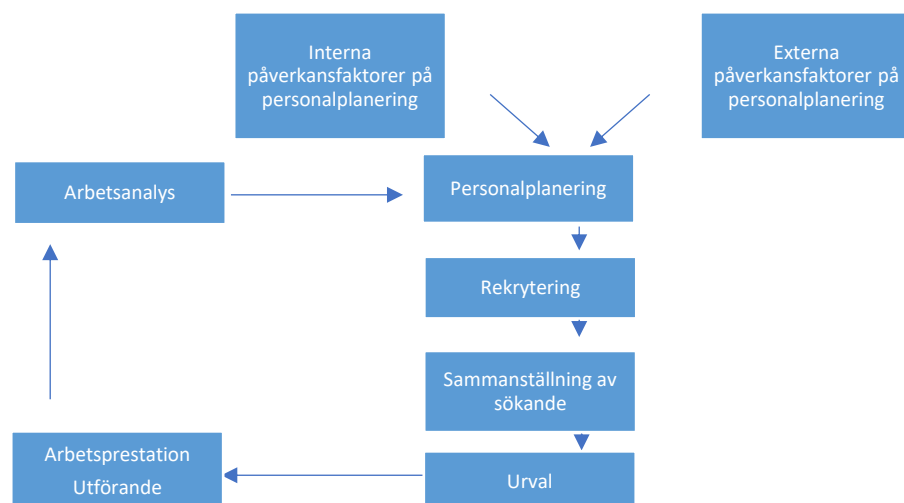 Interna
påverkansfaktorer på
personalplanering
Externa
påverkansfaktorer på
personalplanering
Arbetsanalys
Personalplanering
Rekrytering
Sammanställning av
sökande
Arbetsprestation
Utförande
Urval